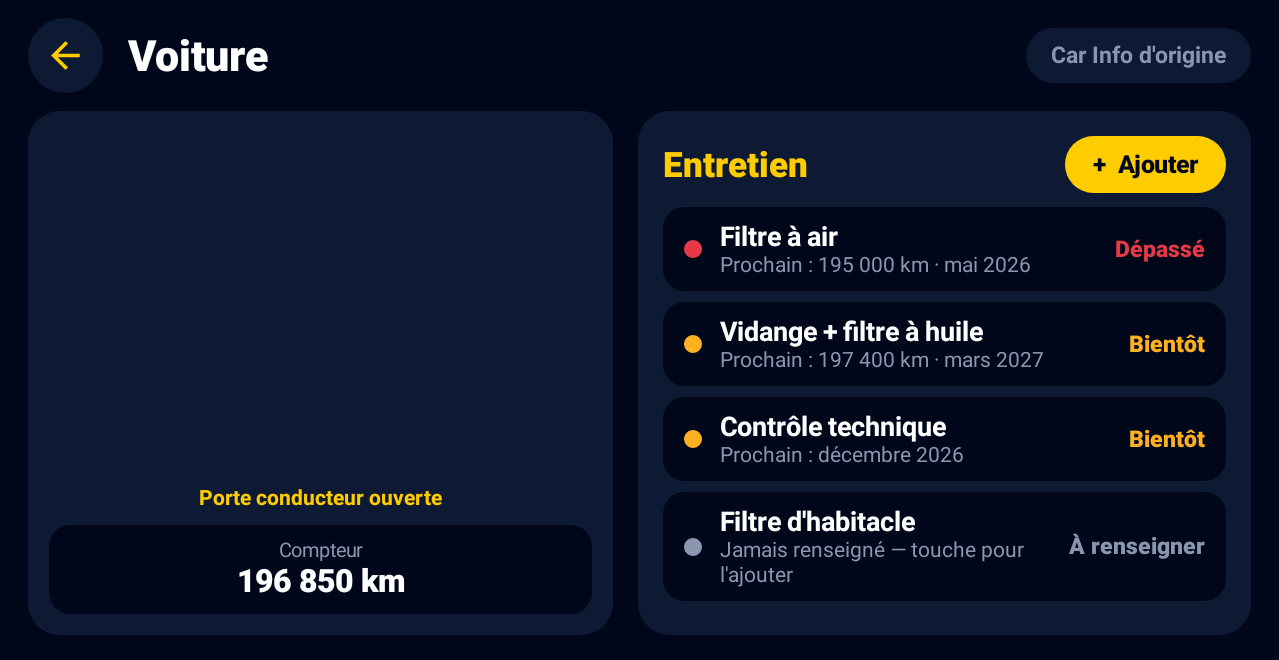 Voiture
Car Info d'origine
Porte conducteur ouverte
Compteur
196 850 km
Entretien
+ Ajouter
Filtre à air
Prochain : 195 000 km · mai 2026
Dépassé
Vidange + filtre à huile
Prochain : 197 400 km · mars 2027
Bientôt
Contrôle technique
Prochain : décembre 2026
Bientôt
Filtre d'habitacle
Jamais renseigné — touche pour
l'ajouter
À renseigner